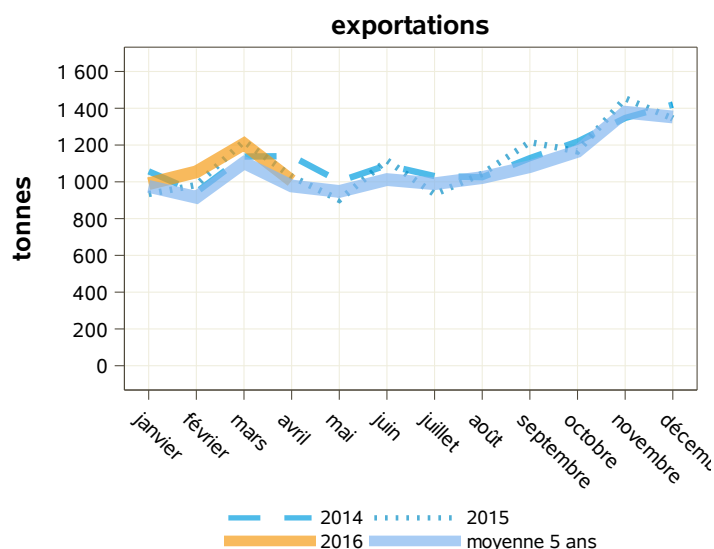 exportations
tonnes
1 600
1 400
1 200
1 000
800
600
400
200
0
janvier
février
mars
avril
mai
juin
juillet
août
septembre
octobre
novembre
décemb
2014
2015
2016
moyenne 5 ans